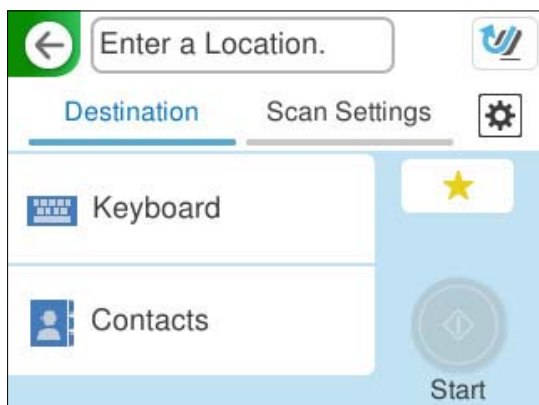 Enter a Location.
Destination Scan Settings
Keyboard
Contacts
Start